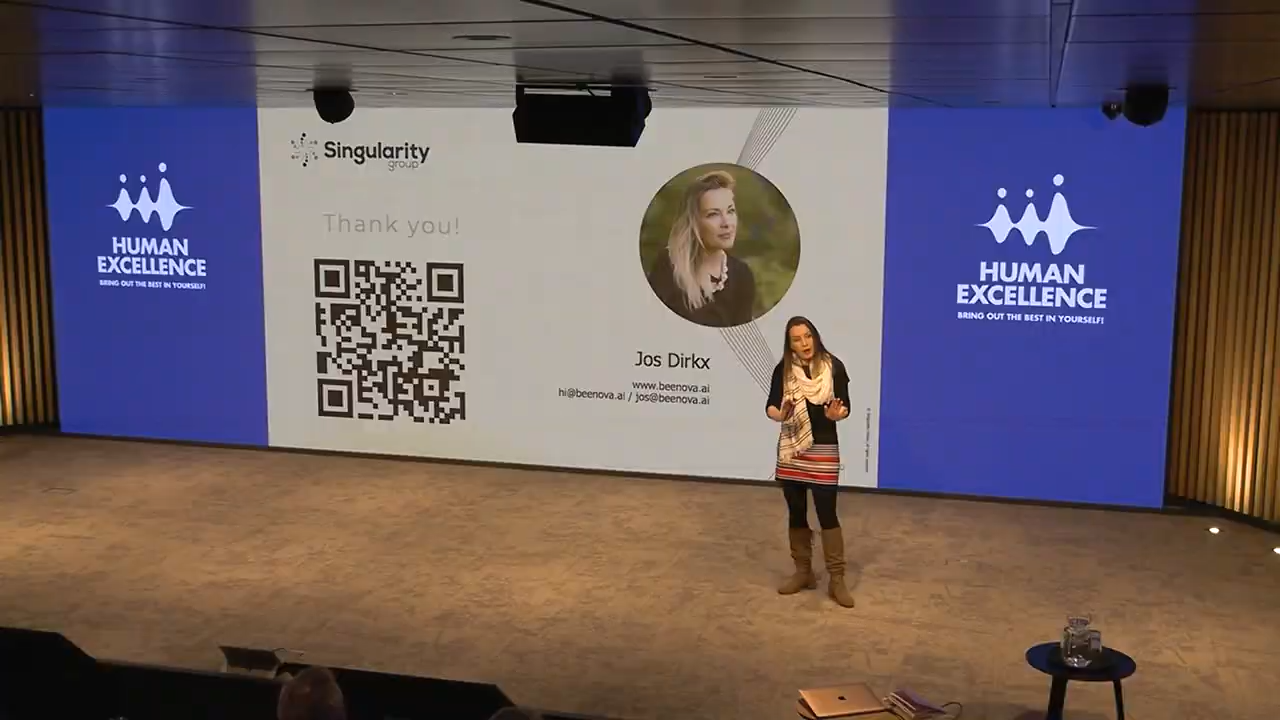 HUMAN
EXCELLENCE
BRING OUT THE BEST IN YOURSELF!
Singularity
group
Thank you!
Jos Dirkx
www.beenova.ai
hi@beenova.ai / jos@beenova.ai
HUMAN
EXCELLENCE
BRING OUT THE BEST IN YOURSELF!